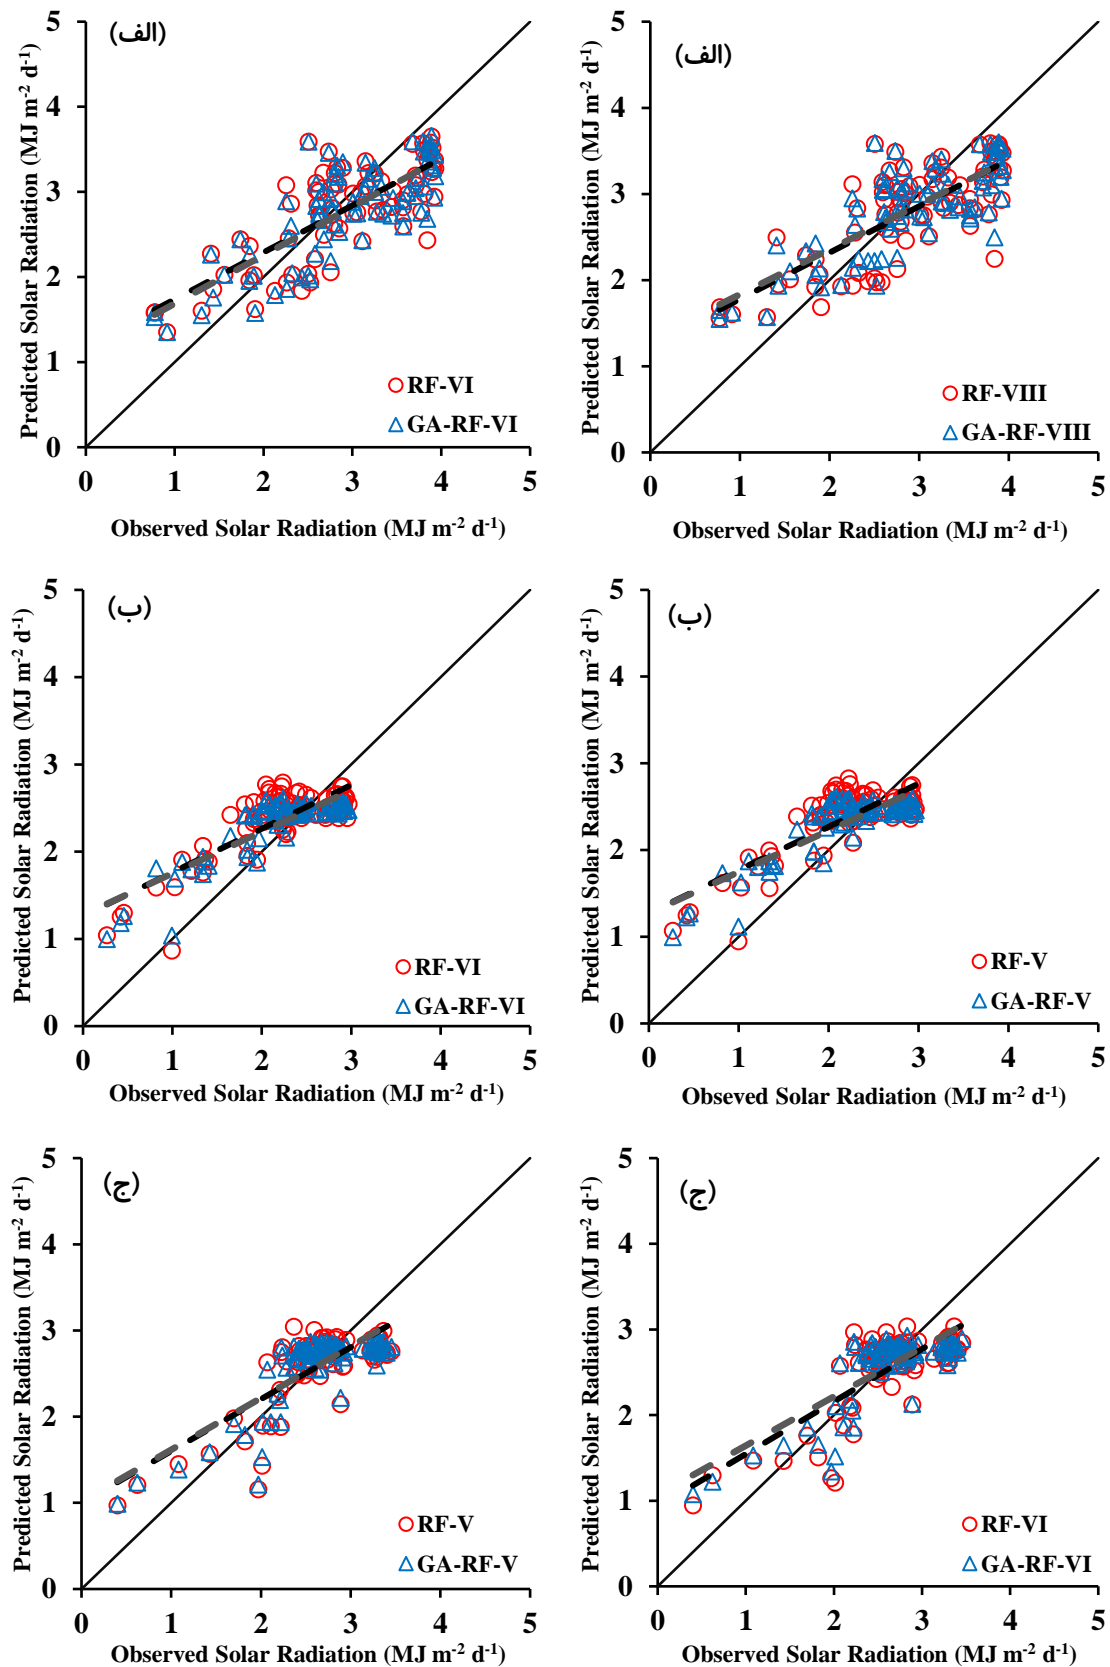 (الف)
Predicted Solar Radiation (MJ m-2 d-1)
5
4
3
2
1
0
RF-VI
GA-RF-VI
0 1 2 3 4 5
Observed Solar Radiation (MJ m-2 d-1)
(الف)
Predicted Solar Radiation (MJ m-2 d-1)
5
4
3
2
1
0
RF-VIII
GA-RF-VIII
0 1 2 3 4 5
Observed Solar Radiation (MJ m-2 d-1)
(ب)
Predicted Solar Radiation (MJ m-2 d-1)
5
4
3
2
1
0
RF-VI
GA-RF-VI
0 1 2 3 4 5
Observed Solar Radiation (MJ m-2 d-1)
(ب)
Predicted Solar Radiation (MJ m-2 d-1)
5
4
3
2
1
0
RF-V
GA-RF-V
0 1 2 3 4 5
Obseved Solar Radiation (MJ m-2 d-1)
(ج)
Predicted Solar Radiation (MJ m-2 d-1)
5
4
3
2
1
0
RF-V
GA-RF-V
0 1 2 3 4 5
Observed Solar Radiation (MJ m-2 d-1)
(ج)
Predicted Solar Radiation (MJ m-2 d-1)
5
4
3
2
1
0
RF-VI
GA-RF-VI
0 1 2 3 4 5
Observed Solar Radiation (MJ m-2 d-1)